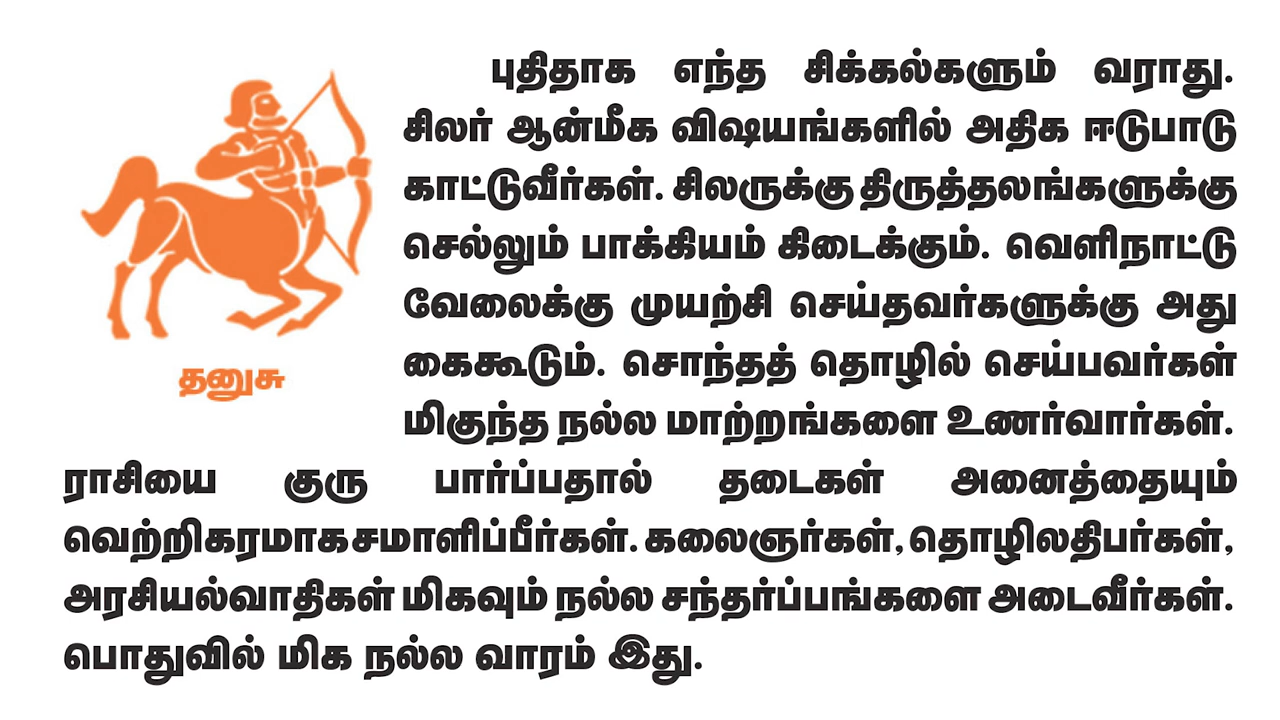 புதிதாக எந்த சிக்கல்களும் வராது.
சிலர் ஆன்மீக விஷயங்களில் அதிக ஈடுபாடு
காட்டுவீர்கள். சிலருக்கு திருத்தலங்களுக்கு
செல்லும் பாக்கியம் கிடைக்கும். வெளிநாட்டு
வேலைக்கு முயற்சி செய்தவர்களுக்கு அது
கைகூடும். சொந்தத் தொழில் செய்பவர்கள்
மிகுந்த நல்ல மாற்றங்களை உணர்வார்கள்.
தனுசு
ராசியை குரு பார்ப்பதால் தடைகள் அனைத்தையும்
வெற்றிகரமாக சமாளிப்பீர்கள். கலைஞர்கள், தொழிலதிபர்கள்,
அரசியல்வாதிகள் மிகவும் நல்ல சந்தர்ப்பங்களை அடைவீர்கள்.
பொதுவில் மிக நல்ல வாரம் இது.